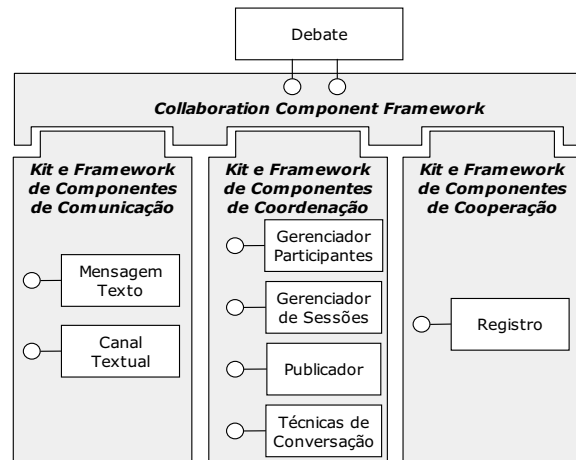 Debate
Collaboration Component Framework
Kit e Framework
de Componentes
de Comunicação
Mensagem
Texto
Canal
Textual
Kit e Framework
de Componentes
de Coordenação
Gerenciador
Participantes
Gerenciador
de Sessões
Publicador
Técnicas de
Conversação
Kit e Framework
de Componentes
de Cooperação
Registro